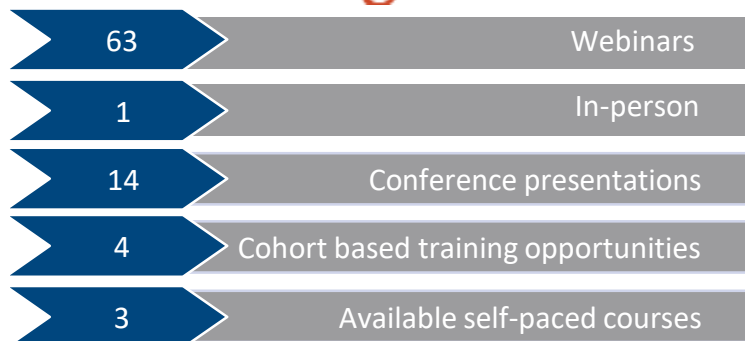 63 Webinars
1 In-person
14 Conference presentations
4 Cohort based training opportunities
3 Available self-paced courses